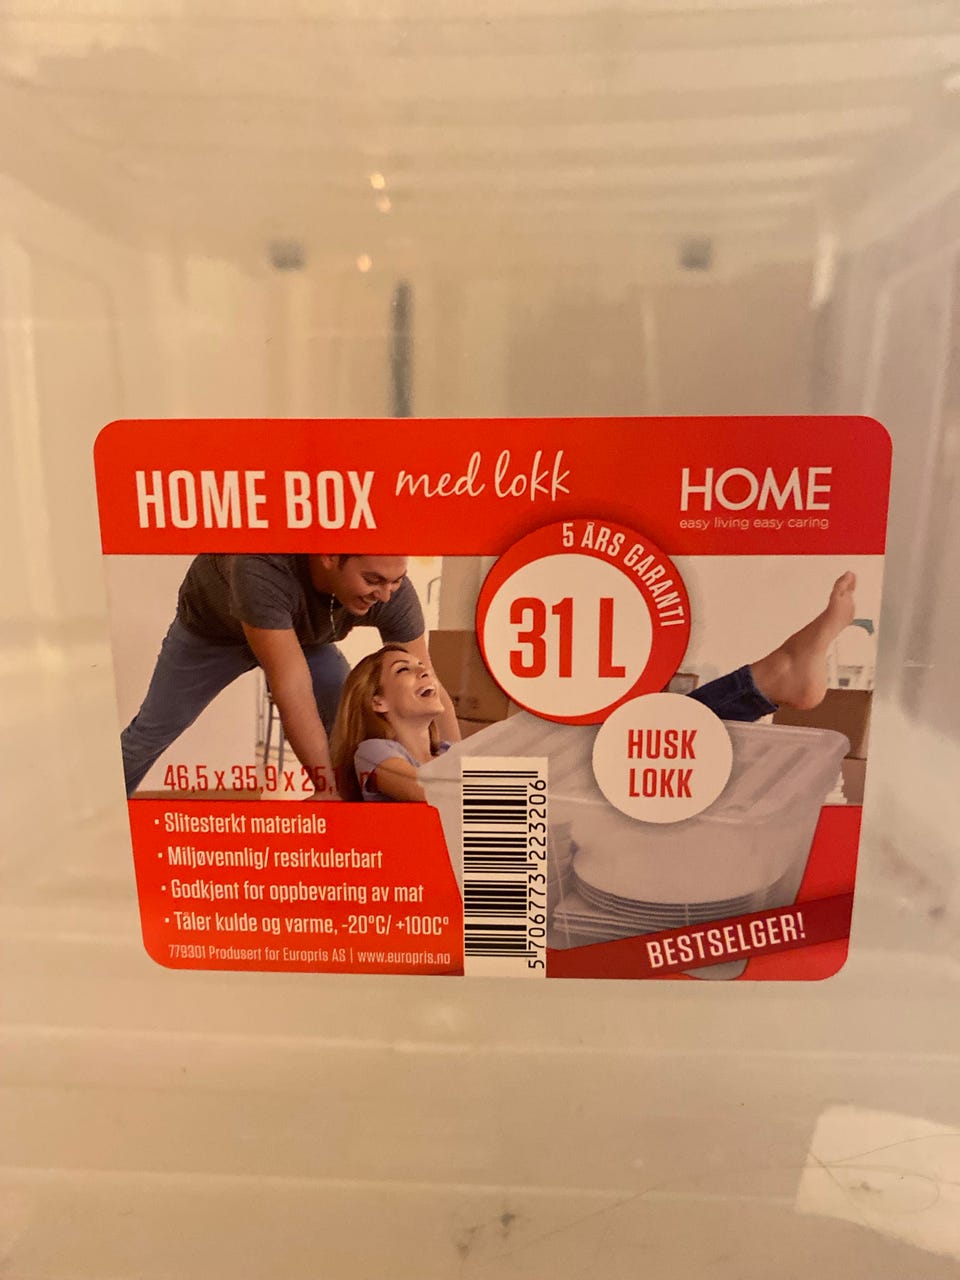 HOME BOX med lokk
HOME
easy living easy caring
5 ÅRS GARANTI
31 L
HUSK
LOKK
46,5 x 35,9 x
• Slitesterkt materiale
• Miljøvennlig/ resirkulerbart
• Godkjent for oppbevaring av mat
• Tåler kulde og varme, -20°C/ +100C°
779301 Produsert for Europris AS | www.europris.no
5 706773 223206
BESTSELGER!